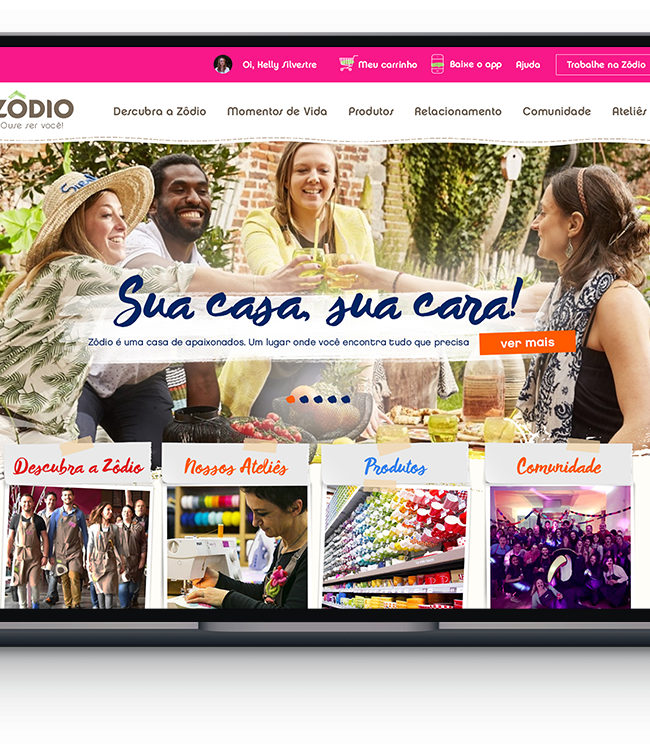 Oi, Kelly Silvestre
Meu carrinho
Baixe o app
Ajuda
Trabalhe na Zôdio
ZÔDIO
Ouse ser você!
Descubra a Zôdio
Momentos de Vida
Produtos
Relacionamento
Comunidade
Ateliês
Sua casa, sua cara!
Zôdio é uma casa de apaixonados. Um lugar onde você encontra tudo que precisa
ver mais
Descubra a Zôdio
Nossos Ateliês
Produtos
Comunidade